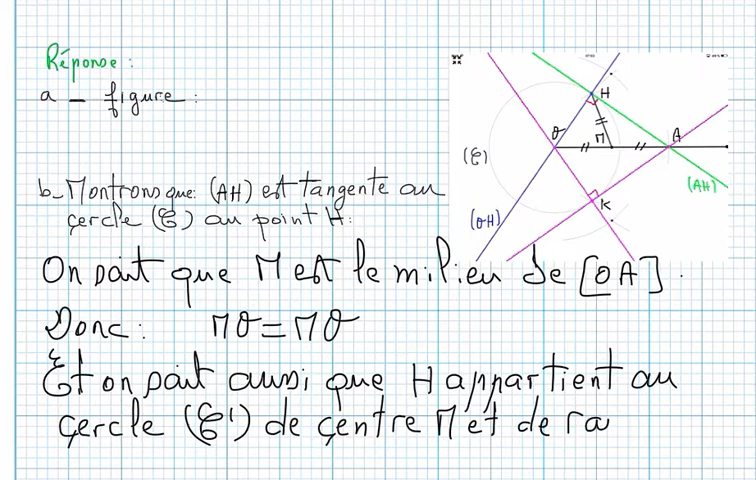 Réponse :
a - figure :
b- Montrons que: (AH) est tangente au
cercle (C) au point H.
H
O
M
A
(C)
(AH)
K
(OH)
On sait que M est le milieu de [OA].
Donc: MO = MO
Et on sait aussi que H appartient au
cercle (C') de centre M et de ra